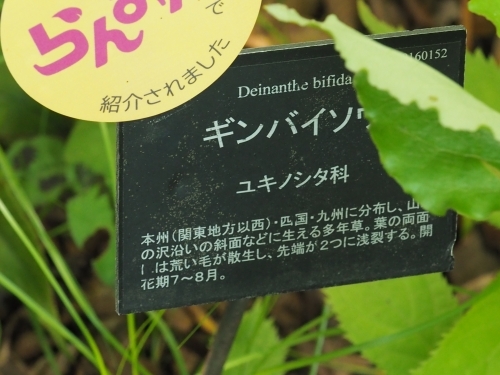 で
らん
紹介されました
Deinanthe bifida 160152
ギンバイソウ
ユキノシタ科
本州（関東地方以西）・四国・九州に分布し、山
の沢沿いの斜面などに生える多年草。葉の両面
には荒い毛が散生し、先端が２つに浅裂する。開
花期７〜８月。